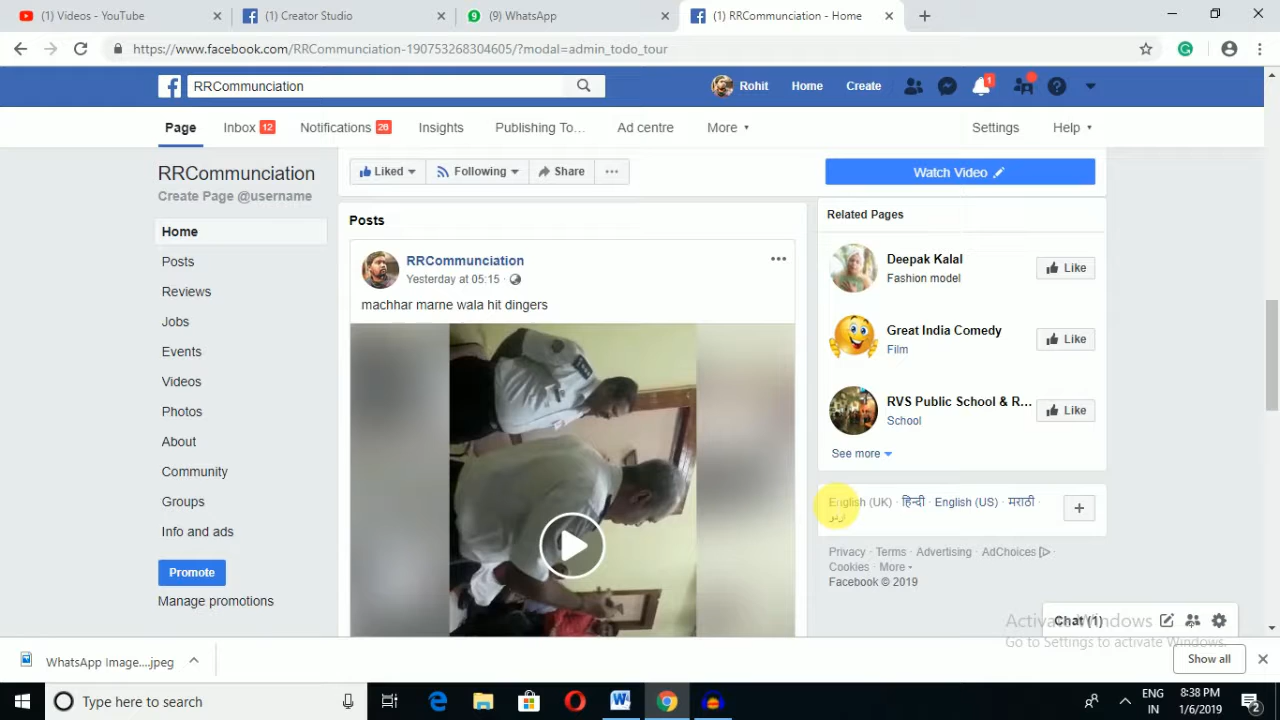 (1) Videos - YouTube
(1) Creator Studio
(9) WhatsApp
(1) RRCommunciation - Home
https://www.facebook.com/RRCommunciation-190753268304605/?modal=admin_todo_tour
RRCommunciation
Rohit
Home
Create
1
Page
Inbox 12
Notifications 26
Insights
Publishing To...
Ad centre
More
Settings
Help
RRCommunciation
Create Page @username
Liked
Following
Share
Watch Video
Home
Posts
Reviews
Jobs
Events
Videos
Photos
About
Community
Groups
Info and ads
Promote
Manage promotions
Posts
RRCommunciation
Yesterday at 05:15 ·
machhar marne wala hit dingers
Related Pages
Deepak Kalal
Fashion model
Like
Great India Comedy
Film
Like
RVS Public School & R...
School
Like
See more
English (UK) · हिन्दी · English (US) · मराठी ·
اردو
Privacy · Terms · Advertising · AdChoices ·
Cookies · More
Facebook © 2019
Chat (1)
Activate Windows
Go to Settings to activate Windows.
WhatsApp Image....jpeg
Show all
Type here to search
ENG
IN
8:38 PM
1/6/2019
2